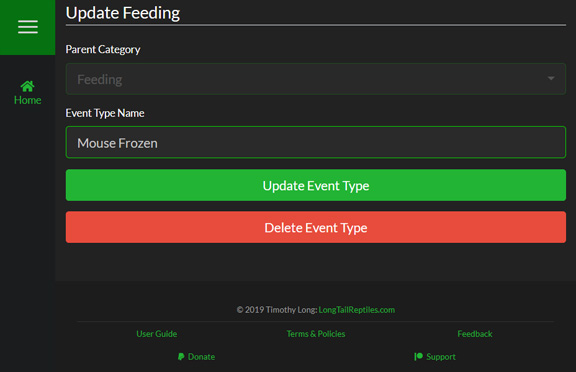 Update Feeding
Parent Category
Feeding
Home
Event Type Name
Mouse Frozen
Update Event Type
Delete Event Type
© 2019 Timothy Long: LongTailReptiles.com
User Guide Terms & Policies Feedback
Donate Support